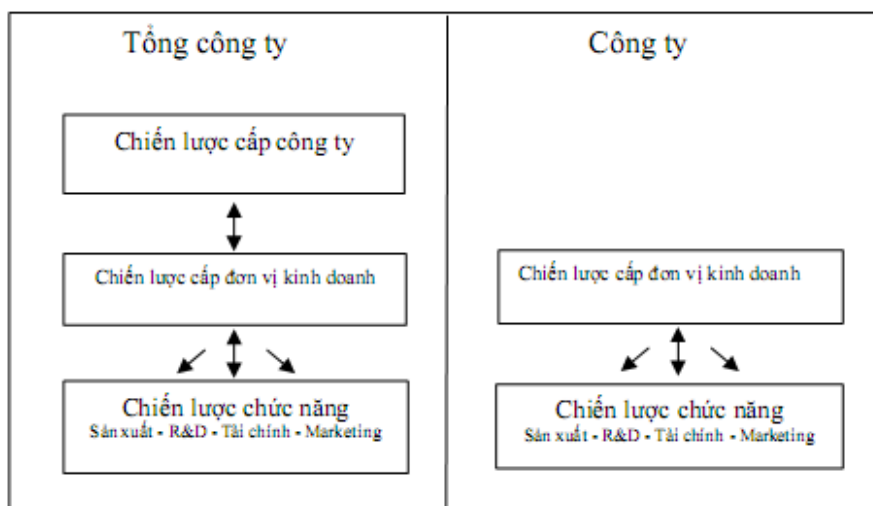 Tổng công ty
Chiến lược cấp công ty
Chiến lược cấp đơn vị kinh doanh
Chiến lược chức năng
Sản xuất - R&D - Tài chính - Marketing
Công ty
Chiến lược cấp đơn vị kinh doanh
Chiến lược chức năng
Sản xuất - R&D - Tài chính - Marketing